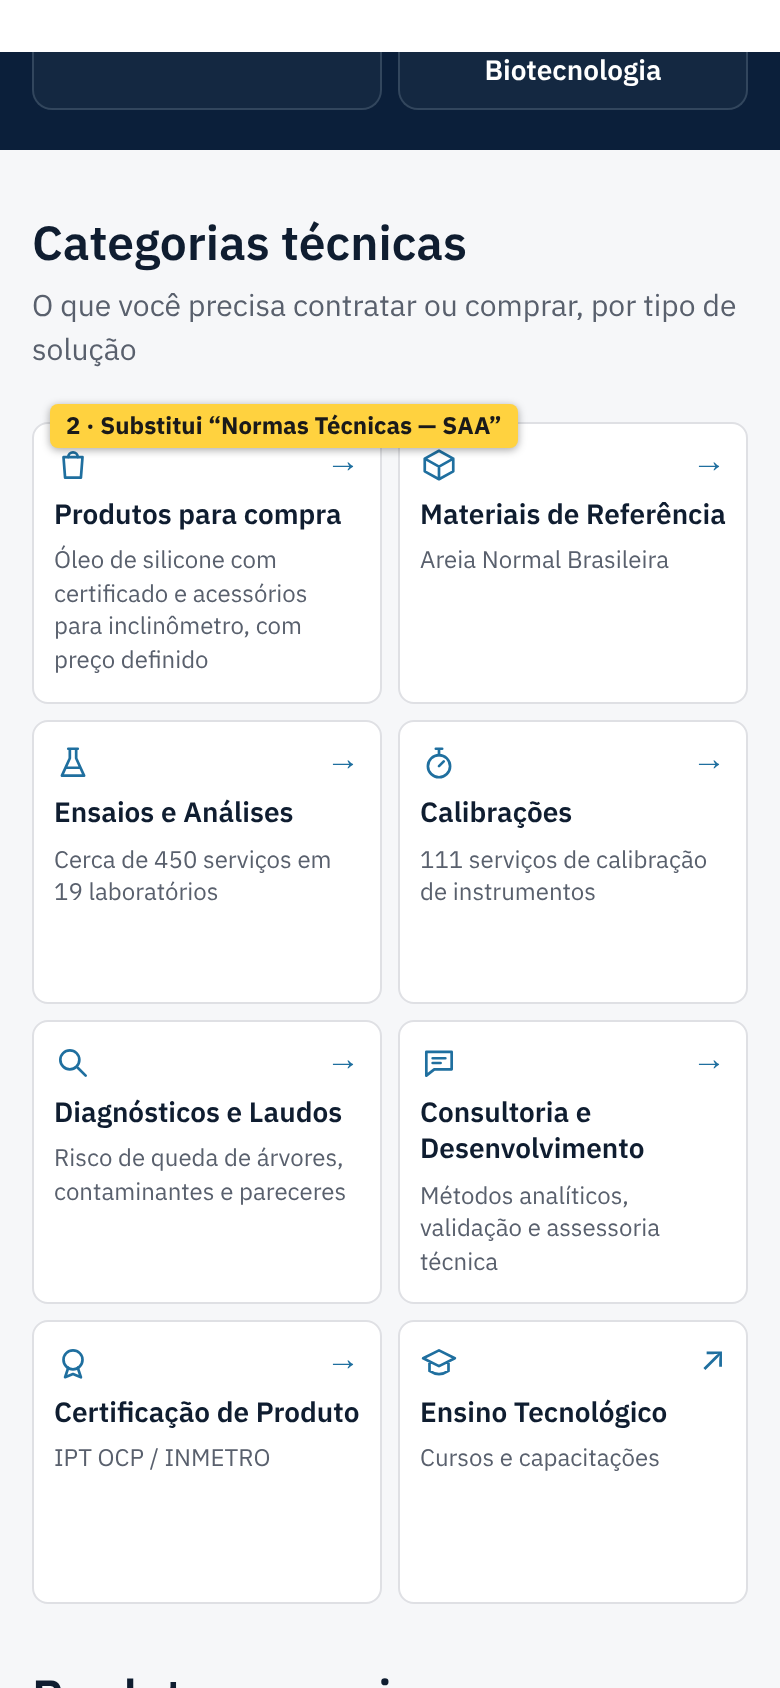 Biotecnologia
Categorias técnicas
O que você precisa contratar ou comprar, por tipo de
solução
2 · Substitui “Normas Técnicas — SAA”
→
→
Produtos para compra
Óleo de silicone com
certificado e acessórios
para inclinômetro, com
preço definido
Materiais de Referência
Areia Normal Brasileira
→
→
Ensaios e Análises
Cerca de 450 serviços em
19 laboratórios
Calibrações
111 serviços de calibração
de instrumentos
→
→
Diagnósticos e Laudos
Risco de queda de árvores,
contaminantes e pareceres
Consultoria e
Desenvolvimento
Métodos analíticos,
validação e assessoria
técnica
→
↗
Certificação de Produto
IPT OCP / INMETRO
Ensino Tecnológico
Cursos e capacitações